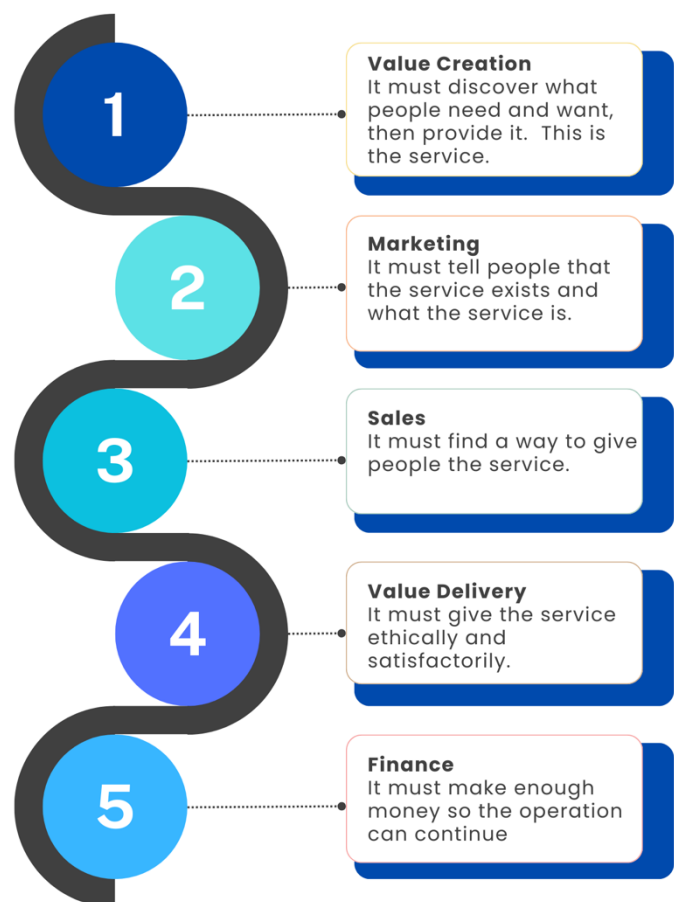 1
Value Creation
It must discover what
people need and want,
then provide it.  This is
the service.
2
Marketing
It must tell people that
the service exists and
what the service is.
3
Sales
It must find a way to give
people the service.
4
Value Delivery
It must give the service
ethically and
satisfactorily.
5
Finance
It must make enough
money so the operation
can continue